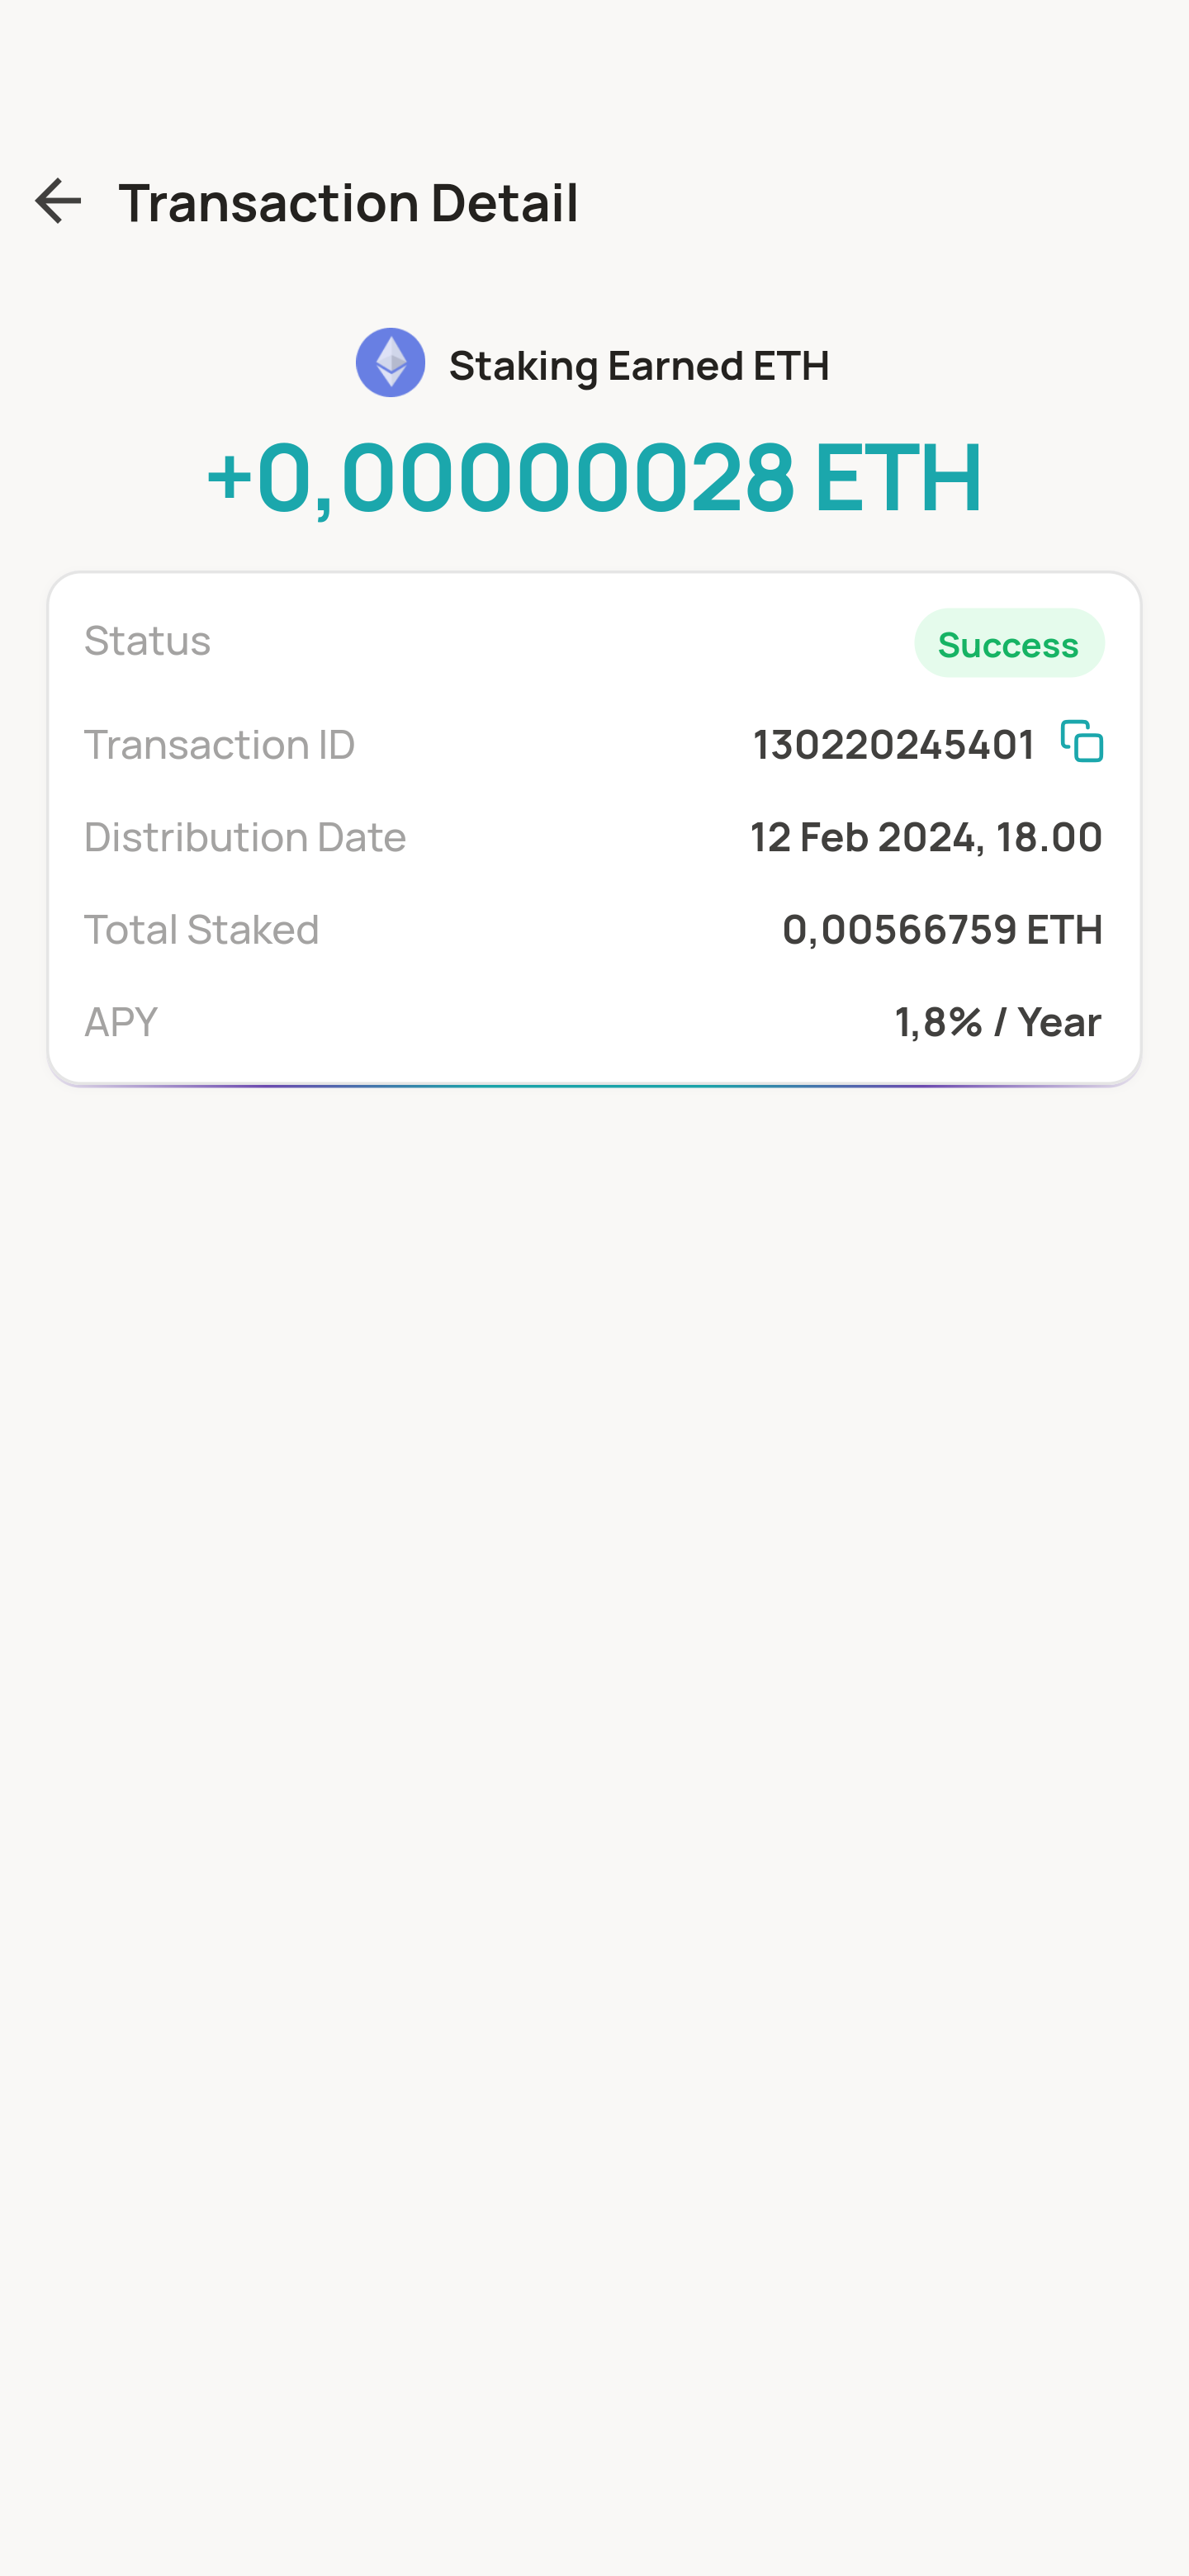 Transaction Detail
Staking Earned ETH
+0,00000028 ETH
Status Success
Transaction ID 130220245401
Distribution Date 12 Feb 2024, 18.00
Total Staked 0,00566759 ETH
APY 1,8% / Year